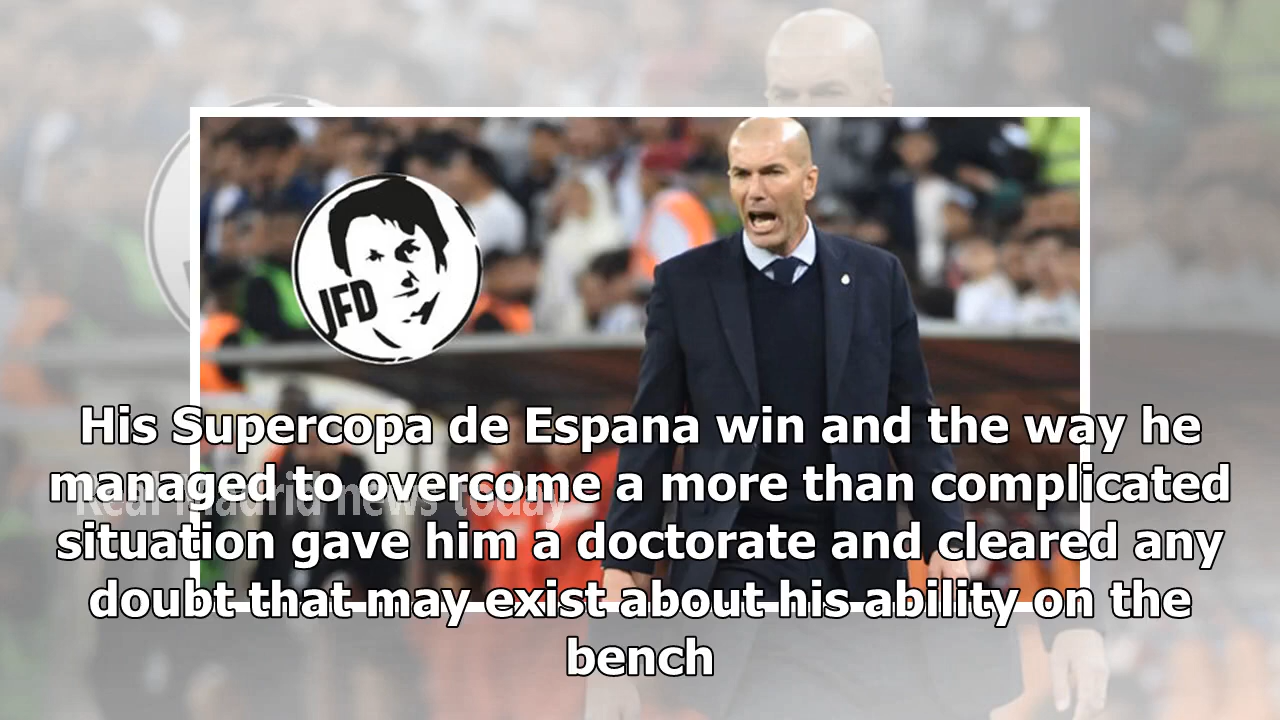 JFD
His Supercopa de Espana win and the way he
managed to overcome a more than complicated
Real madrid news today
situation gave him a doctorate and cleared any
doubt that may exist about his ability on the
bench